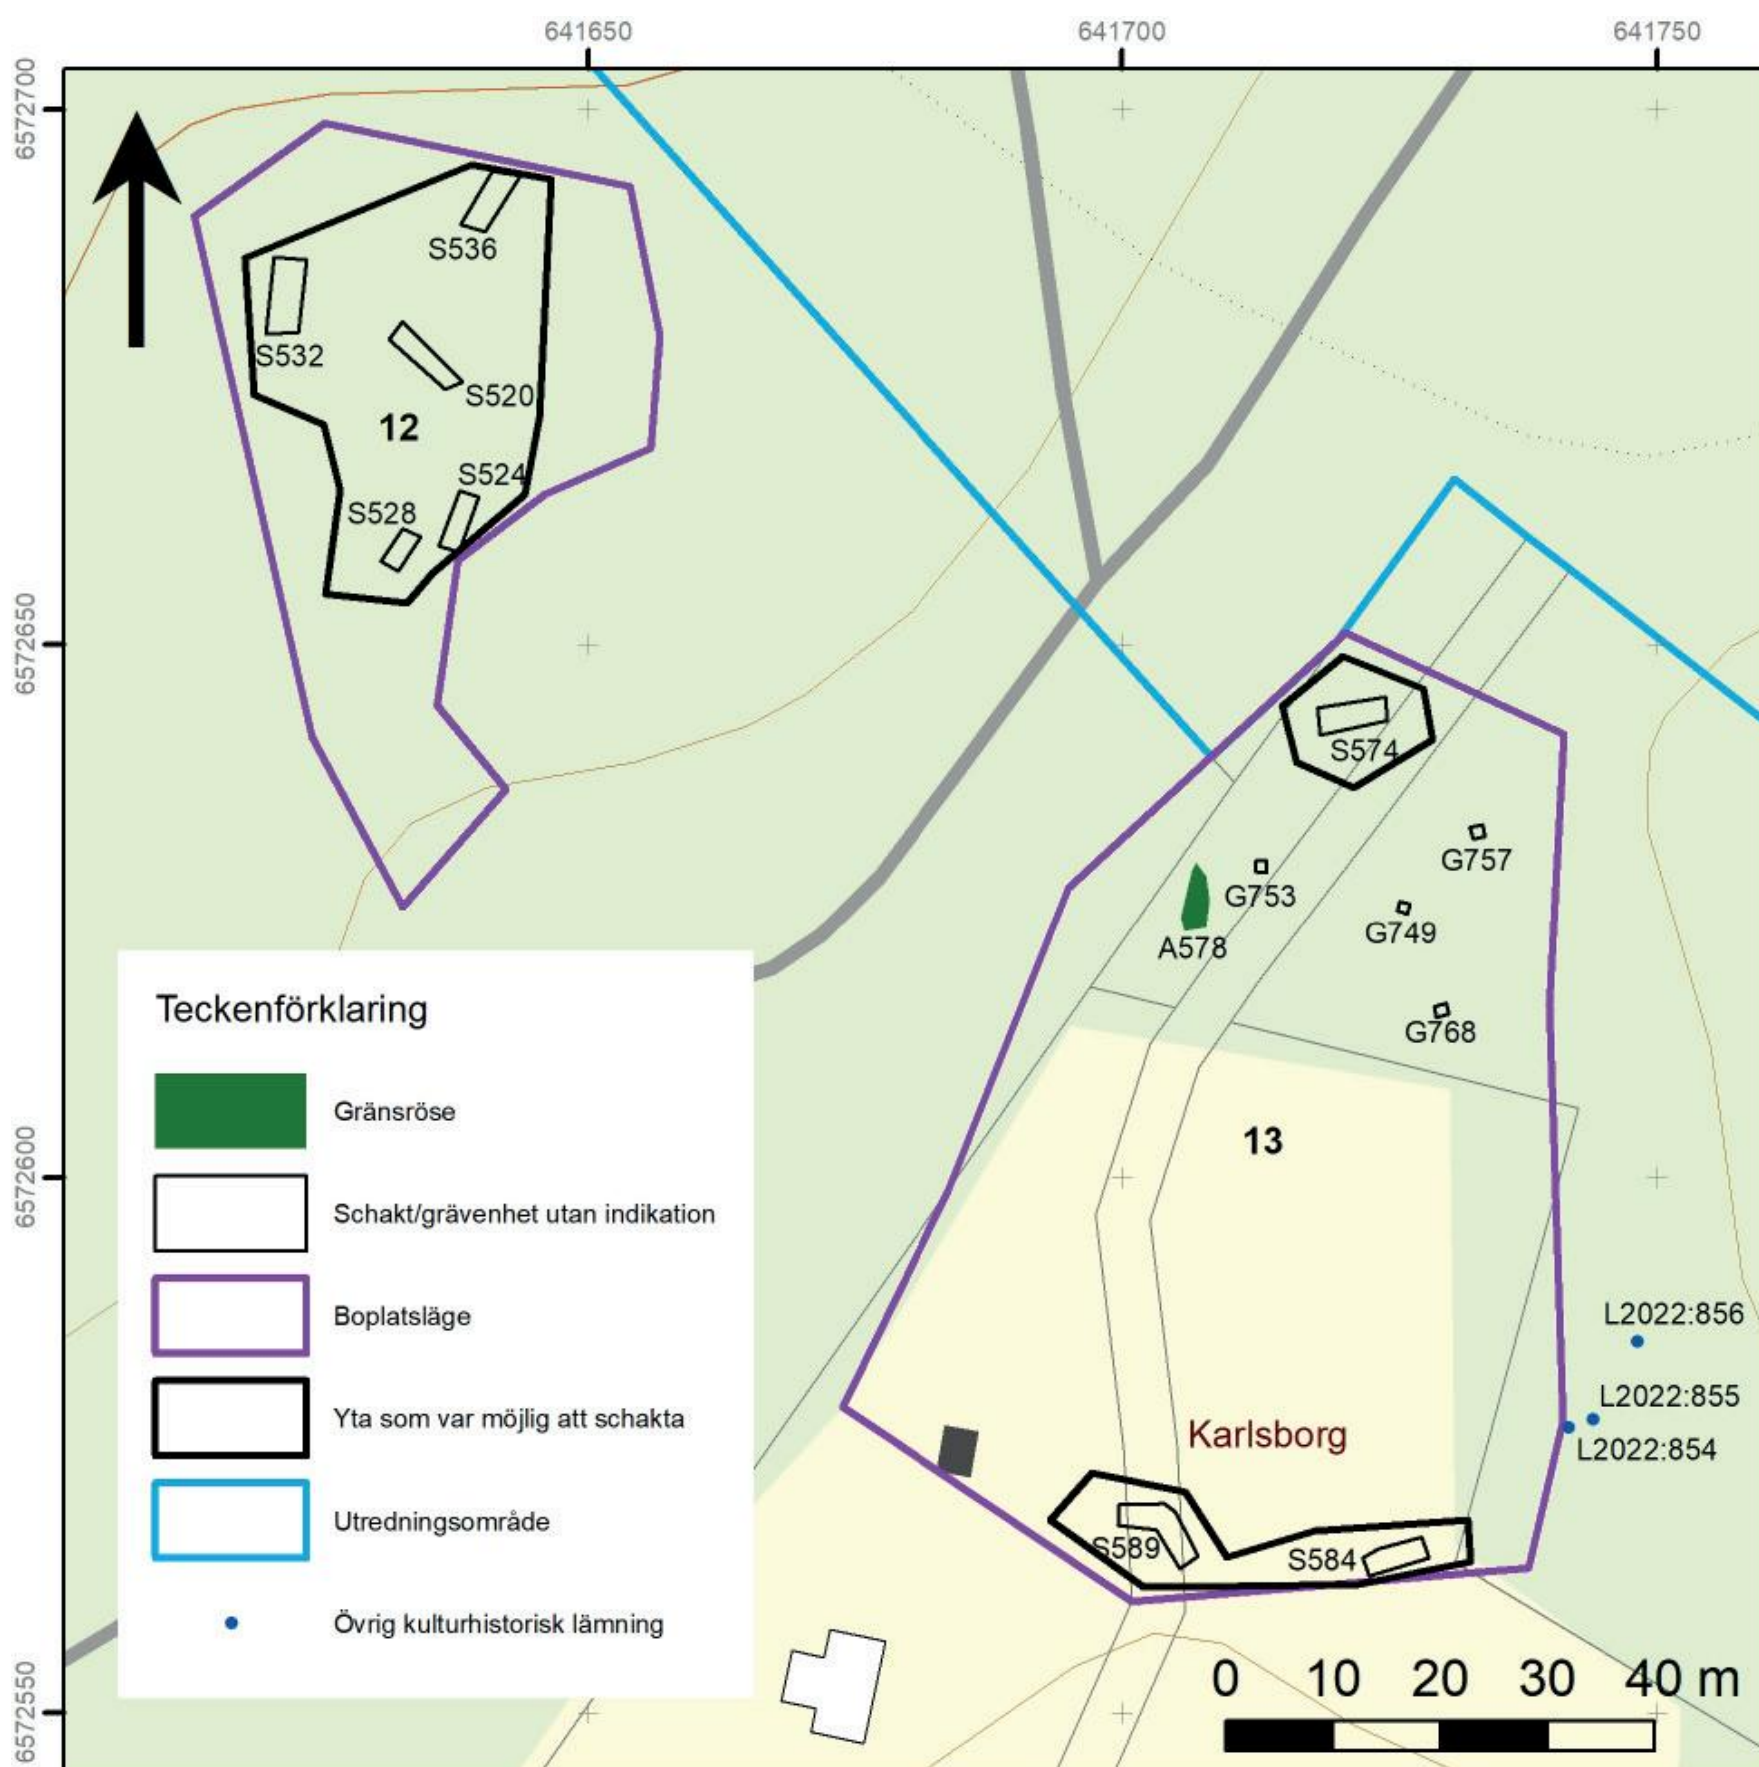 641650
641700
641750
6572700
6572650
6572600
6572550
S536
S532
S520
12
S524
S528
S574
G757
G753
G749
A578
G768
13
L2022:856
L2022:855
L2022:854
Karlsborg
S589
S584
Teckenförklaring
Gränsröse
Schakt/grävenhet utan indikation
Boplatsläge
Yta som var möjlig att schakta
Utredningsområde
Övrig kulturhistorisk lämning
0 10 20 30 40 m